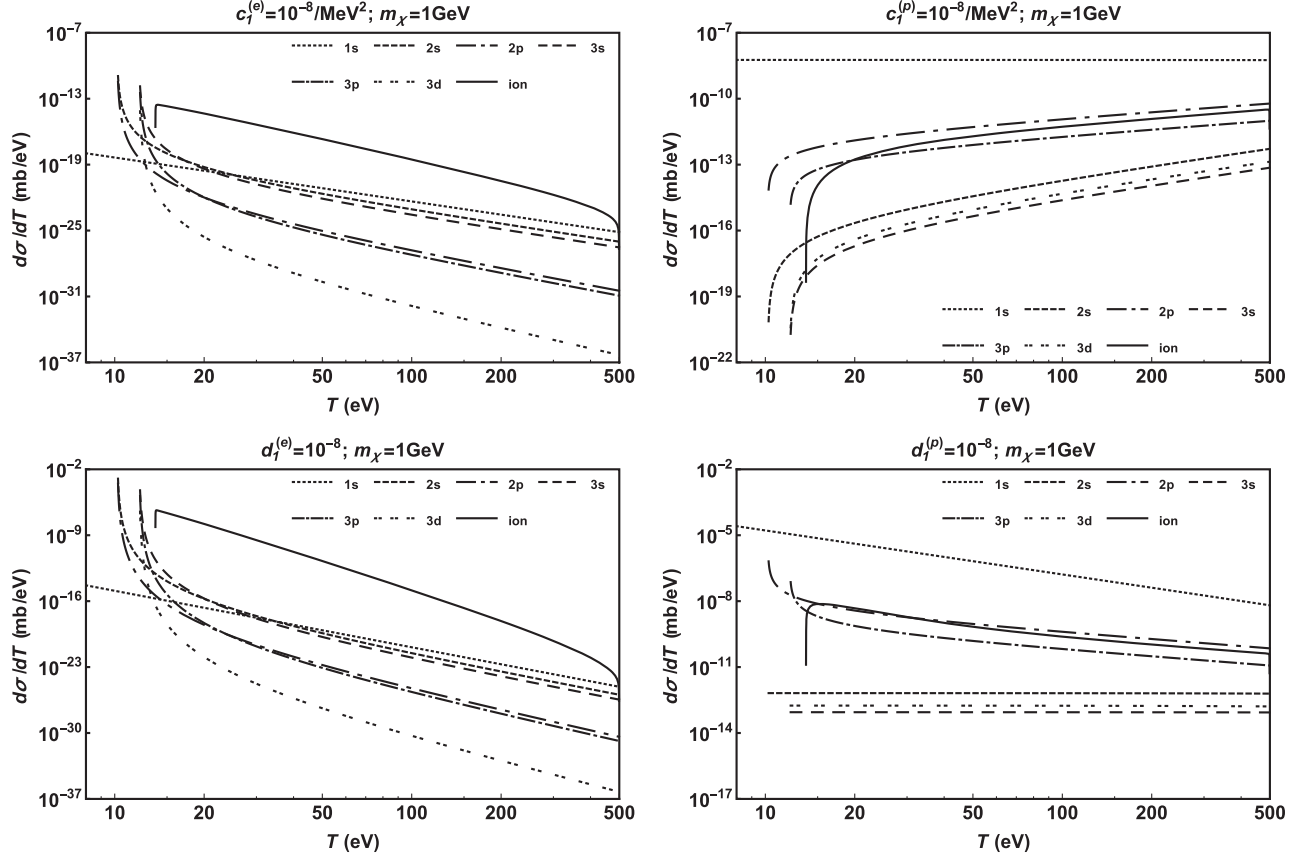 c₁⁽ᵉ⁾=10⁻⁸/MeV²; mᵪ=1GeV
10⁻⁷
10⁻¹³
10⁻¹⁹
10⁻²⁵
10⁻³¹
10⁻³⁷
dσ/dT (mb/eV)
1s 2s 2p 3s
3p 3d ion
10 20 50 100 200 500
T (eV)
c₁⁽ᵖ⁾=10⁻⁸/MeV²; mᵪ=1GeV
10⁻⁷
10⁻¹⁰
10⁻¹³
10⁻¹⁶
10⁻¹⁹
10⁻²²
dσ/dT (mb/eV)
1s 2s 2p 3s
3p 3d ion
10 20 50 100 200 500
T (eV)
d₁⁽ᵉ⁾=10⁻⁸; mᵪ=1GeV
10⁻²
10⁻⁹
10⁻¹⁶
10⁻²³
10⁻³⁰
10⁻³⁷
dσ/dT (mb/eV)
1s 2s 2p 3s
3p 3d ion
10 20 50 100 200 500
T (eV)
d₁⁽ᵖ⁾=10⁻⁸; mᵪ=1GeV
10⁻²
10⁻⁵
10⁻⁸
10⁻¹¹
10⁻¹⁴
10⁻¹⁷
dσ/dT (mb/eV)
1s 2s 2p 3s
3p 3d ion
10 20 50 100 200 500
T (eV)